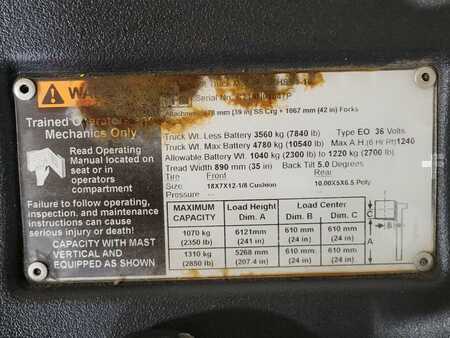 WA
Trained Operators
Mechanics Only
Read Operating
Manual located on
seat or in
operators
compartment
Failure to follow operating,
inspection, and maintenance
instructions can cause
serious injury or death!
CAPACITY WITH MAST
VERTICAL AND
EQUIPPED AS SHOWN
Truck
Serial No
Attachment 978 mm (39 in) SS Crg + 1067 mm (42 in) Forks
Truck Wt. Less Battery 3560 kg (7840 lb) Type EO 36 Volts.
Truck Wt. Max Battery 4780 kg (10540 lb) Max A.H.(6 Hr Rt)1240
Allowable Battery Wt. 1040 kg (2300 lb) to 1220 kg (2700 lb)
Tread Width 890 mm (35 in) Back Tilt 5.0 Degrees
Tire Front Rear
Size: 18X7X12-1/8 Cushion 10.00X5X6.5 Poly
MAXIMUM CAPACITY
Load Height Dim. A
Load Center
Dim. B Dim. C
1070 kg 6121mm 610 mm 610 mm
(2350 lb) (241 in) (24 in) (24 in)
1310 kg 5268 mm 610 mm 610 mm
(2850 lb) (207.4 in) (24 in) (24 in)
C
B
A